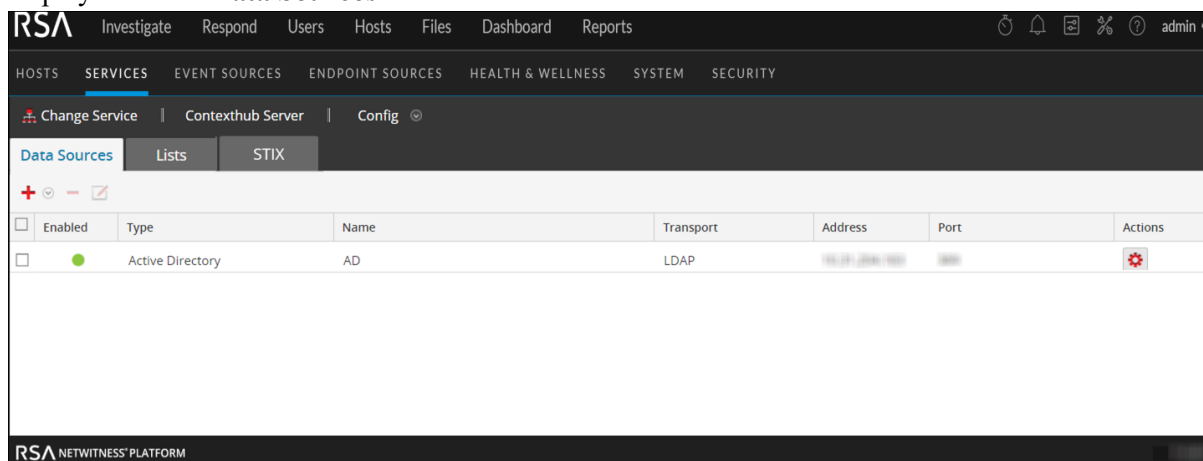 RSA Investigate Respond Users Hosts Files Dashboard Reports admin
HOSTS SERVICES EVENT SOURCES ENDPOINT SOURCES HEALTH & WELLNESS SYSTEM SECURITY
Change Service | Contexthub Server | Config
Data Sources Lists STIX
Enabled Type Name Transport Address Port Actions
Active Directory AD LDAP
RSA NETWITNESS® PLATFORM